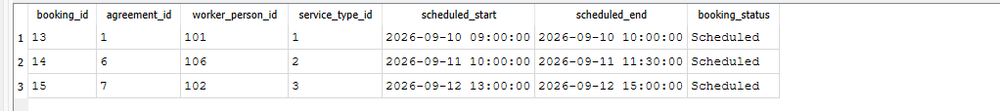 booking_id agreement_id worker_person_id service_type_id scheduled_start scheduled_end booking_status
1 13 1 101 1 2026-09-10 09:00:00 2026-09-10 10:00:00 Scheduled
2 14 6 106 2 2026-09-11 10:00:00 2026-09-11 11:30:00 Scheduled
3 15 7 102 3 2026-09-12 13:00:00 2026-09-12 15:00:00 Scheduled